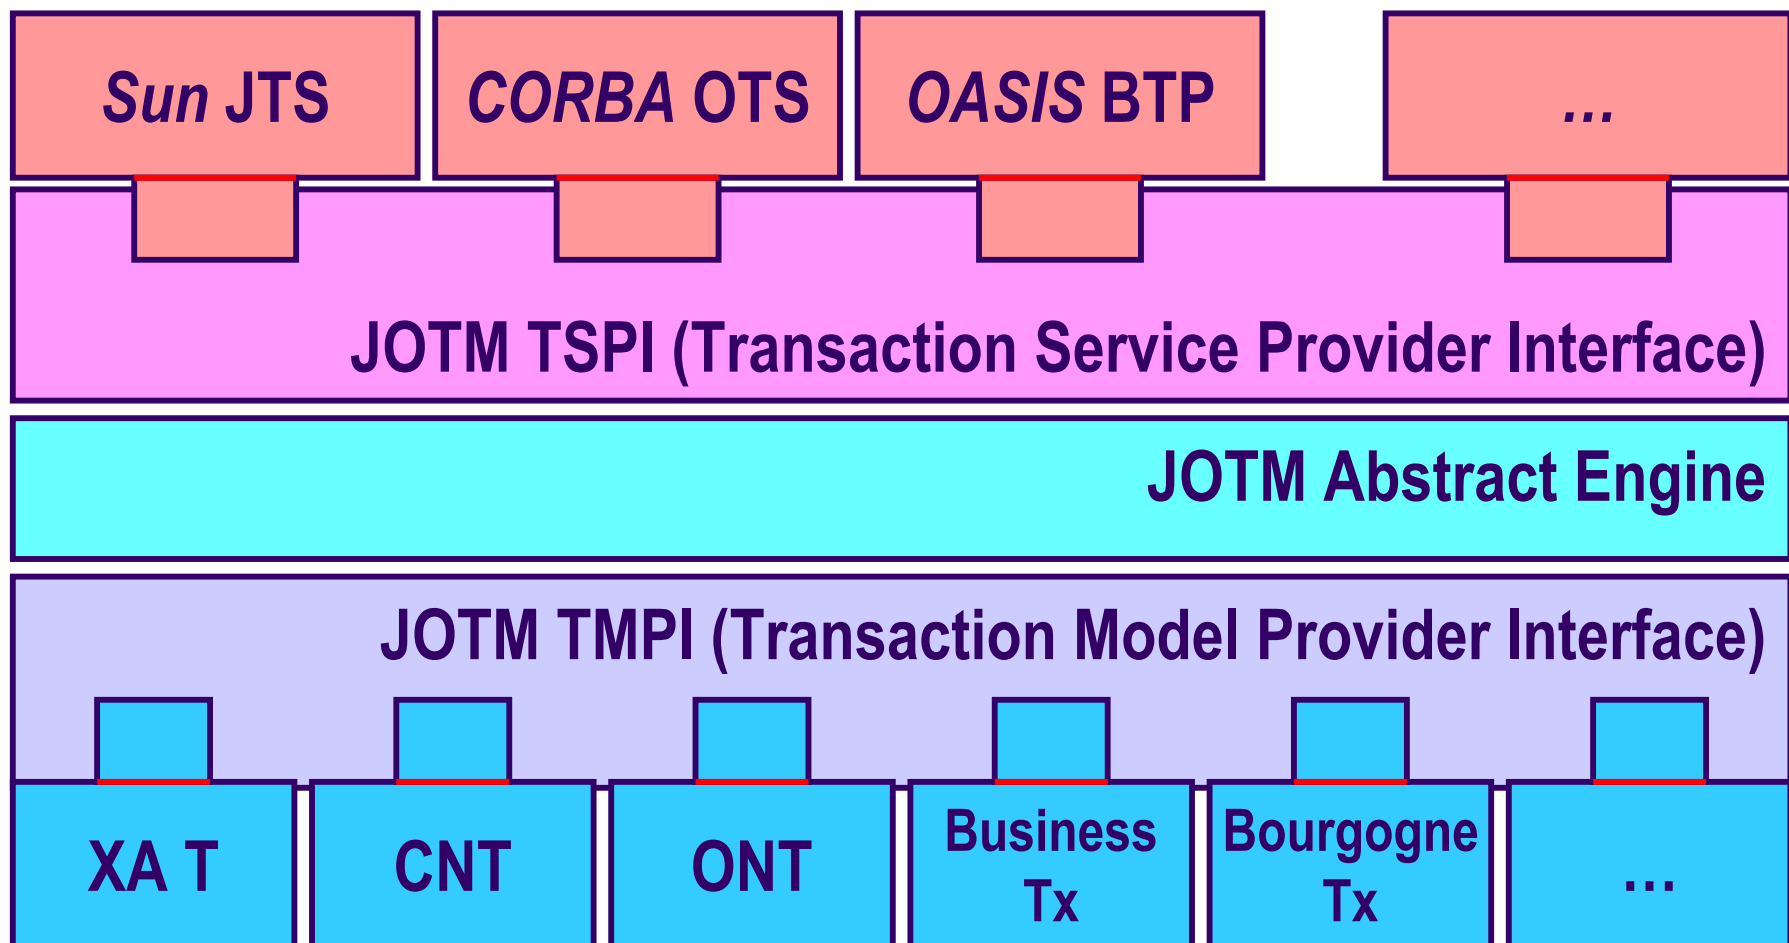 Sun JTS
CORBA OTS
OASIS BTP
...
JOTM TSPI (Transaction Service Provider Interface)
JOTM Abstract Engine
JOTM TMPI (Transaction Model Provider Interface)
XA T
CNT
ONT
Business
Tx
Bourgogne
Tx
...